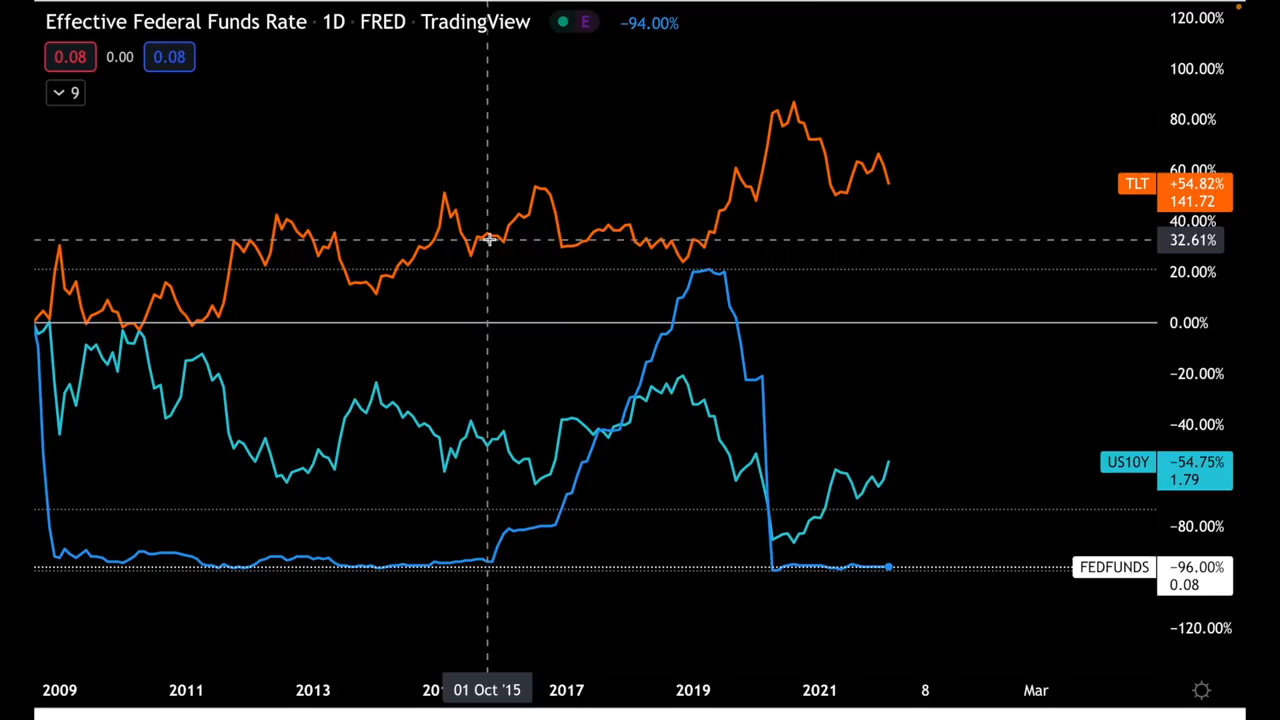 Effective Federal Funds Rate · 1D · FRED · TradingView E −94.00%
0.08 0.00 0.08
9
120.00%
100.00%
80.00%
60.00%
TLT +54.82%
141.72
40.00%
32.61%
20.00%
0.00%
−20.00%
−40.00%
US10Y −54.75%
1.79
−80.00%
FEDFUNDS −96.00%
0.08
−120.00%
2009 2011 2013 201 01 Oct '15 2017 2019 2021 8 Mar